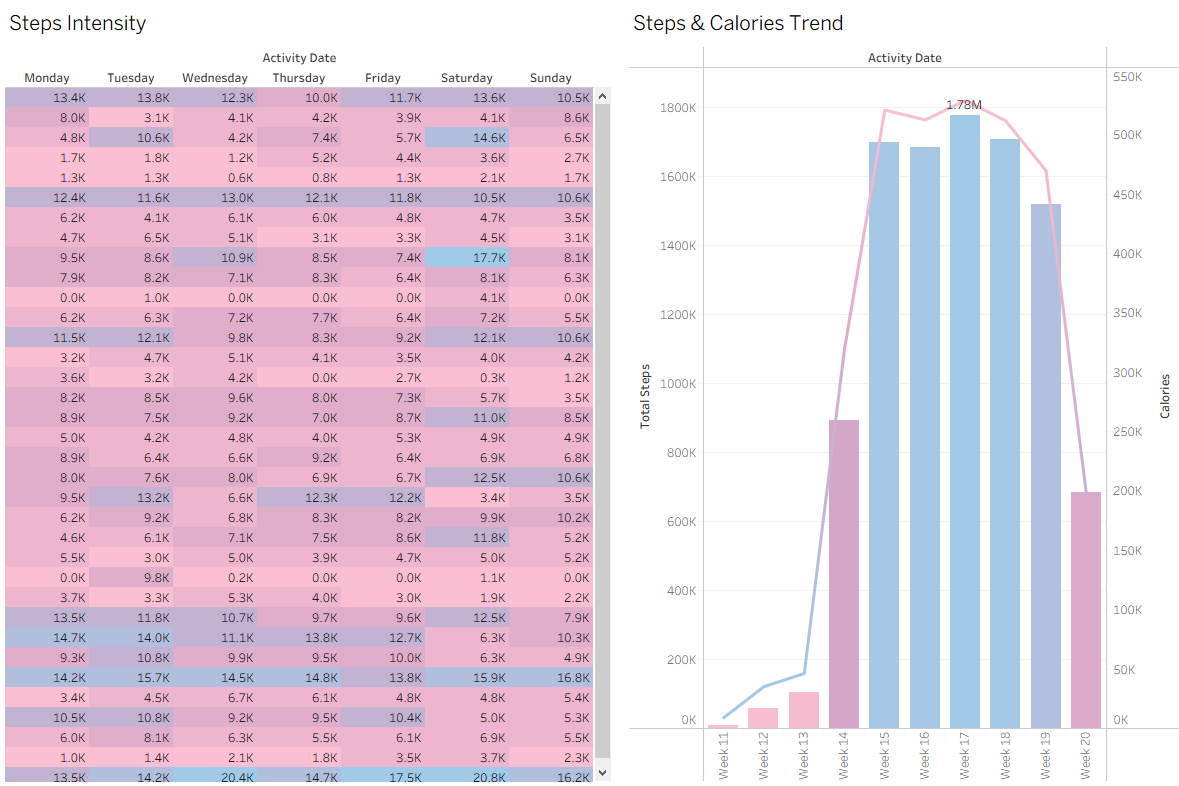 Steps Intensity
Activity Date
Monday Tuesday Wednesday Thursday Friday Saturday Sunday
13.4K 13.8K 12.3K 10.0K 11.7K 13.6K 10.5K
8.0K 3.1K 4.1K 4.2K 3.9K 4.1K 8.6K
4.8K 10.6K 4.2K 7.4K 5.7K 14.6K 6.5K
1.7K 1.8K 1.2K 5.2K 4.4K 3.6K 2.7K
1.3K 1.3K 0.6K 0.8K 1.3K 2.1K 1.7K
12.4K 11.6K 13.0K 12.1K 11.8K 10.5K 10.6K
6.2K 4.1K 6.1K 6.0K 4.8K 4.7K 3.5K
4.7K 6.5K 5.1K 3.1K 3.3K 4.5K 3.1K
9.5K 8.6K 10.9K 8.5K 7.4K 17.7K 8.1K
7.9K 8.2K 7.1K 8.3K 6.4K 8.1K 6.3K
0.0K 1.0K 0.0K 0.0K 0.0K 4.1K 0.0K
6.2K 6.3K 7.2K 7.7K 6.4K 7.2K 5.5K
11.5K 12.1K 9.8K 8.3K 9.2K 12.1K 10.6K
3.2K 4.7K 5.1K 4.1K 3.5K 4.0K 4.2K
3.6K 3.2K 4.2K 0.0K 2.7K 0.3K 1.2K
8.2K 8.5K 9.6K 8.0K 7.3K 5.7K 3.5K
8.9K 7.5K 9.2K 7.0K 8.7K 11.0K 8.5K
5.0K 4.2K 4.8K 4.0K 5.3K 4.9K 4.9K
8.9K 6.4K 6.6K 9.2K 6.4K 6.9K 6.8K
8.0K 7.6K 8.0K 6.9K 6.7K 12.5K 10.6K
9.5K 13.2K 6.6K 12.3K 12.2K 3.4K 3.5K
6.2K 9.2K 6.8K 8.3K 8.2K 9.9K 10.2K
4.6K 6.1K 7.1K 7.5K 8.6K 11.8K 5.2K
5.5K 3.0K 5.0K 3.9K 4.7K 5.0K 5.2K
0.0K 9.8K 0.2K 0.0K 0.0K 1.1K 0.0K
3.7K 3.3K 5.3K 4.0K 3.0K 1.9K 2.2K
13.5K 11.8K 10.7K 9.7K 9.6K 12.5K 7.9K
14.7K 14.0K 11.1K 13.8K 12.7K 6.3K 10.3K
9.3K 10.8K 9.9K 9.5K 10.0K 6.3K 4.9K
14.2K 15.7K 14.5K 14.8K 13.8K 15.9K 16.8K
3.4K 4.5K 6.7K 6.1K 4.8K 4.8K 5.4K
10.5K 10.8K 9.2K 9.5K 10.4K 5.0K 5.3K
6.0K 8.1K 6.3K 5.5K 6.1K 6.9K 5.5K
1.0K 1.4K 2.1K 1.8K 3.5K 3.7K 2.3K
13.5K 14.2K 20.4K 14.7K 17.5K 20.8K 16.2K
Steps & Calories Trend
Activity Date
1.78M
Total Steps
1800K
1600K
1400K
1200K
1000K
800K
600K
400K
200K
0K
550K
500K
450K
400K
350K
300K
250K
200K
150K
100K
50K
0K
Calories
Week 11
Week 12
Week 13
Week 14
Week 15
Week 16
Week 17
Week 18
Week 19
Week 20